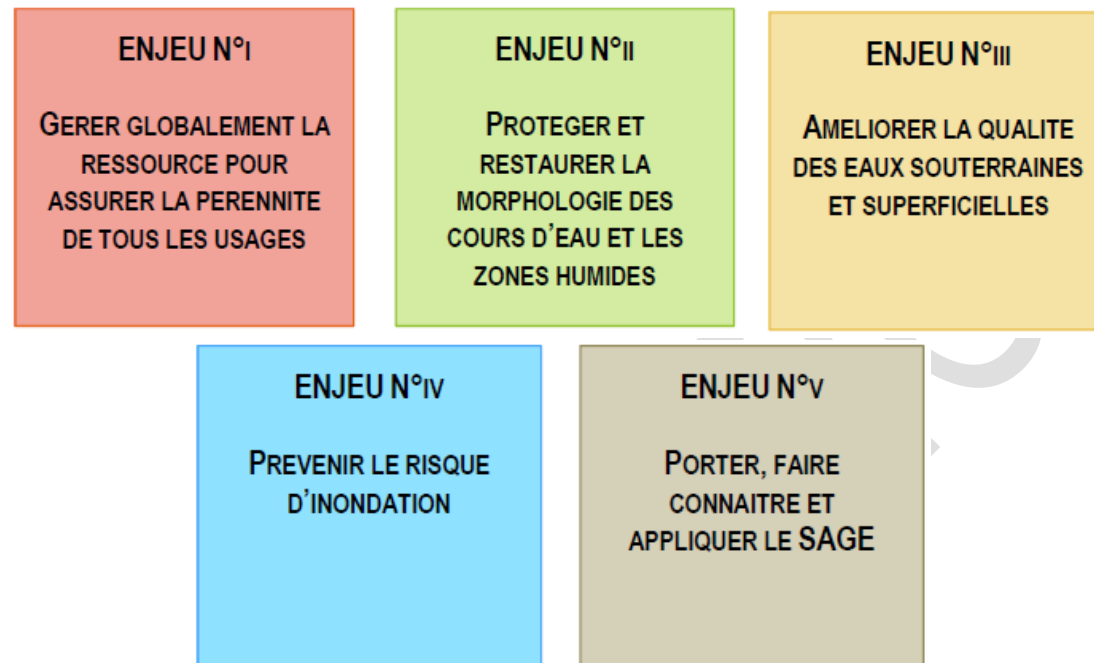 ENJEU N°I
GERER GLOBALEMENT LA
RESSOURCE POUR
ASSURER LA PERENNITE
DE TOUS LES USAGES
ENJEU N°II
PROTEGER ET
RESTAURER LA
MORPHOLOGIE DES
COURS D’EAU ET LES
ZONES HUMIDES
ENJEU N°III
AMELIORER LA QUALITE
DES EAUX SOUTERRAINES
ET SUPERFICIELLES
ENJEU N°IV
PREVENIR LE RISQUE
D’INONDATION
ENJEU N°V
PORTER, FAIRE
CONNAITRE ET
APPLIQUER LE SAGE